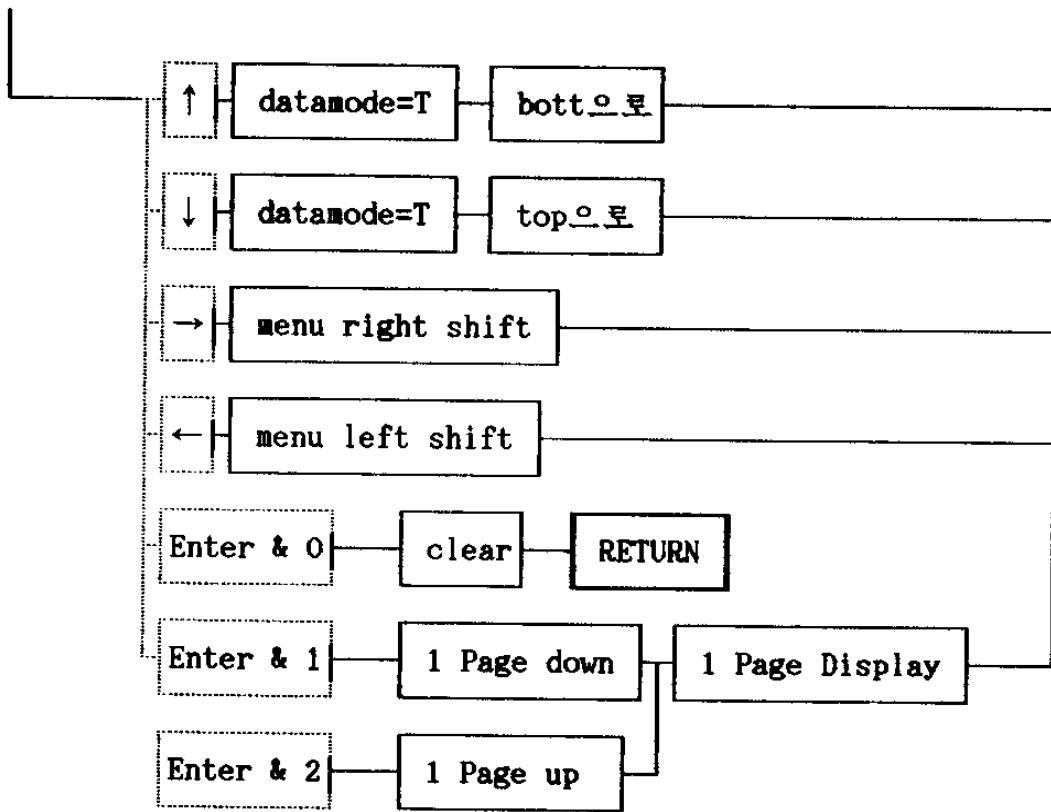 ↑ datamode=T bott으로
↓ datamode=T top으로
→ menu right shift
← menu left shift
Enter & 0 clear RETURN
Enter & 1 1 Page down 1 Page Display
Enter & 2 1 Page up